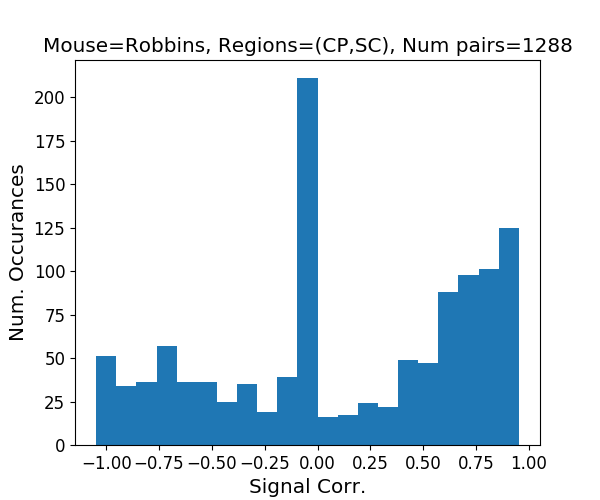 Mouse=Robbins, Regions=(CP,SC), Num pairs=1288
200
175
150
125
100
75
50
25
0
Num. Occurances
−1.00 −0.75 −0.50 −0.25 0.00 0.25 0.50 0.75 1.00
Signal Corr.